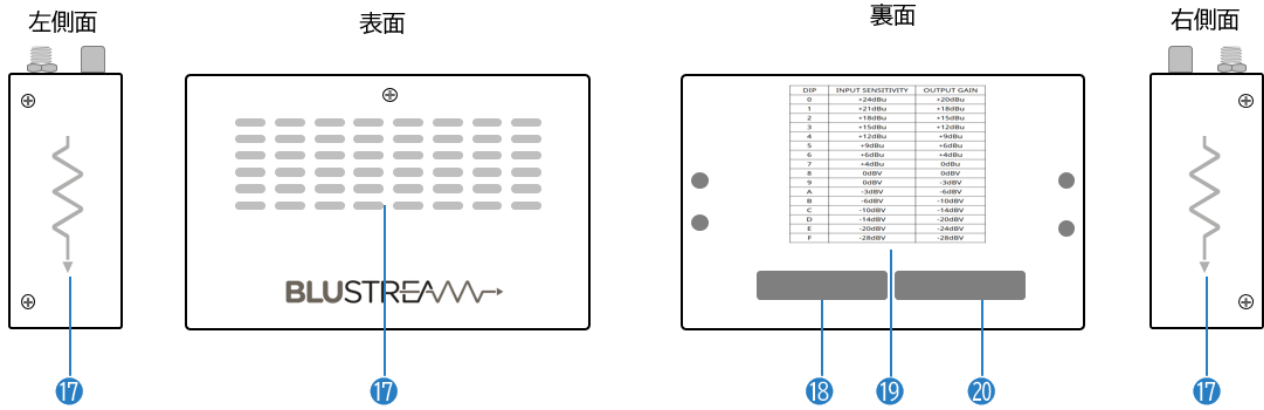 左側面
表面
裏面
右側面
DIP INPUT SENSITIVITY OUTPUT GAIN
0 +24dBu +20dBu
1 +21dBu +18dBu
2 +18dBu +15dBu
3 +15dBu +12dBu
4 +12dBu +9dBu
5 +9dBu +6dBu
6 +6dBu +4dBu
7 +4dBu 0dBu
8 0dBV 0dBV
9 0dBV -3dBV
A -3dBV -6dBV
B -6dBV -10dBV
C -10dBV -14dBV
D -14dBV -20dBV
E -20dBV -24dBV
F -28dBV -28dBV
BLUSTREAM
17
17
18
19
20
17